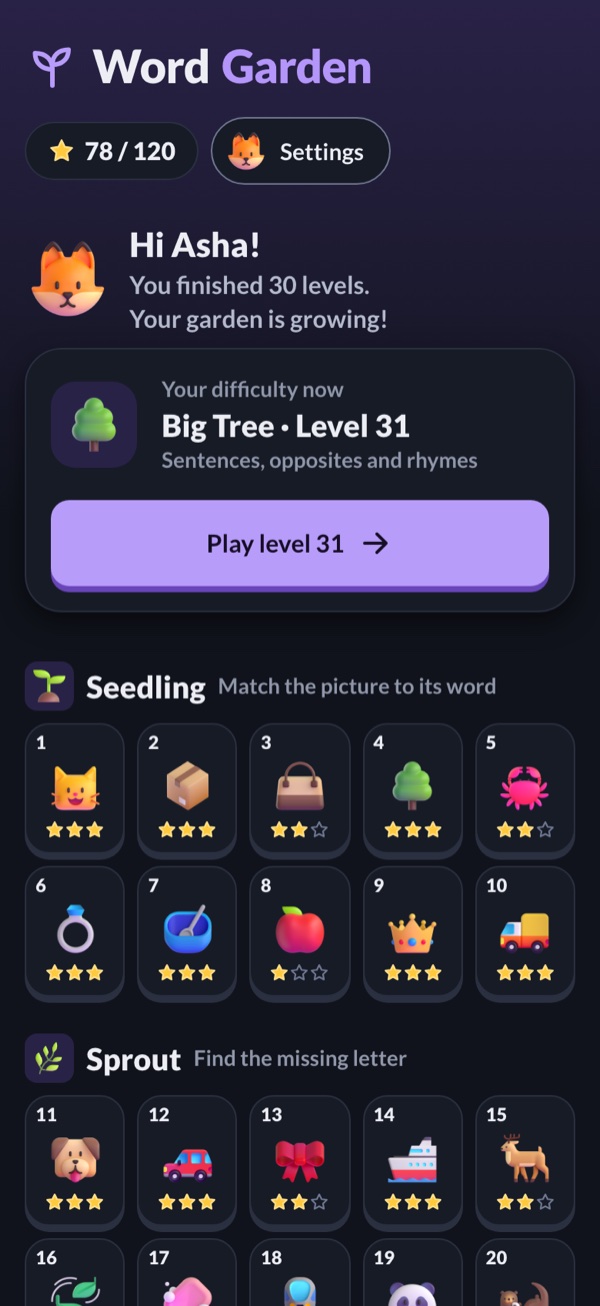 Word Garden
78 / 120
Settings
Hi Asha!
You finished 30 levels.
Your garden is growing!
Your difficulty now
Big Tree · Level 31
Sentences, opposites and rhymes
Play level 31 →
Seedling Match the picture to its word
1 2 3 4 5
6 7 8 9 10
Sprout Find the missing letter
11 12 13 14 15
16 17 18 19 20